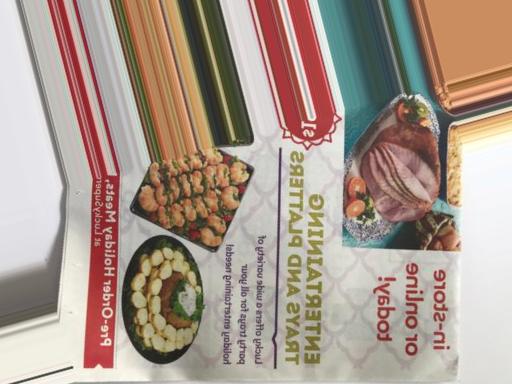 in-store
or online
today!
ENTERTAINING
TRAYS AND PLATTERS
Lucky offers a wide variety of
party trays for all your
holiday entertaining needs!
Pre-Order Holiday Meats,